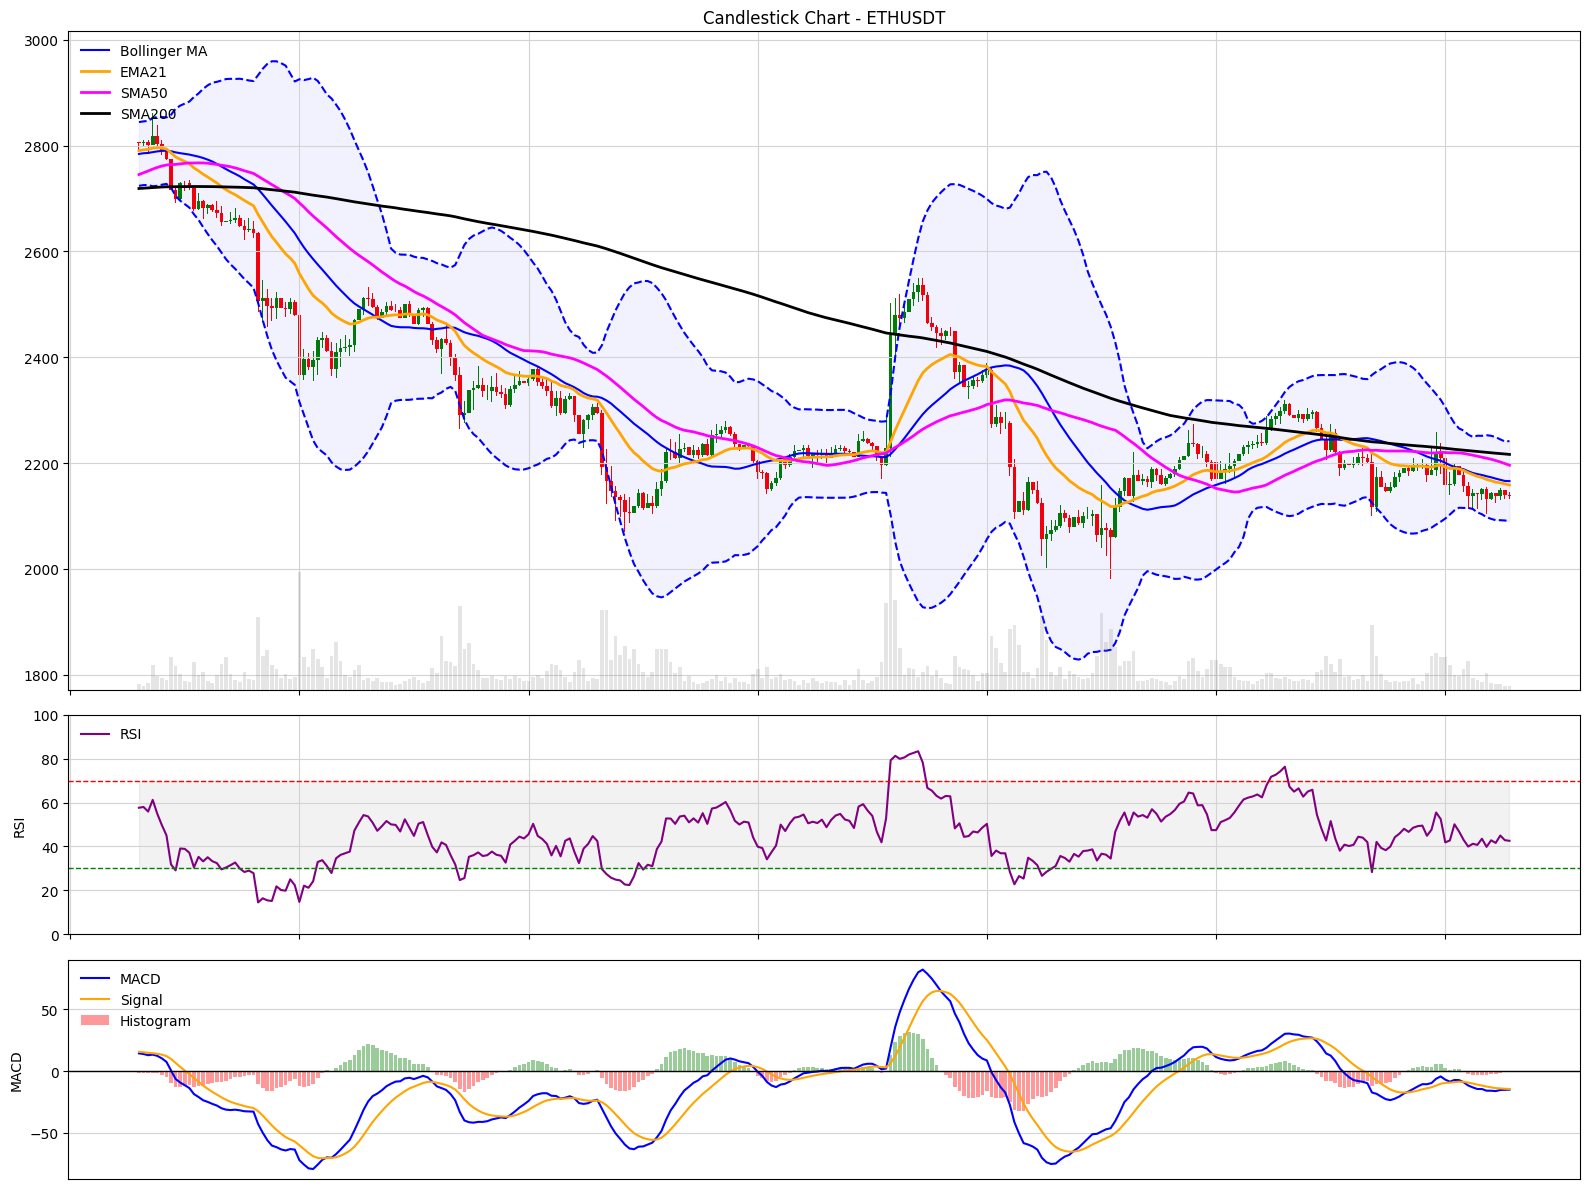 Candlestick Chart - ETHUSDT
3000
2800
2600
2400
2200
2000
1800
Bollinger MA
EMA21
SMA50
SMA200
100
80
60
40
20
0
RSI
RSI
50
0
−50
MACD
MACD
Signal
Histogram